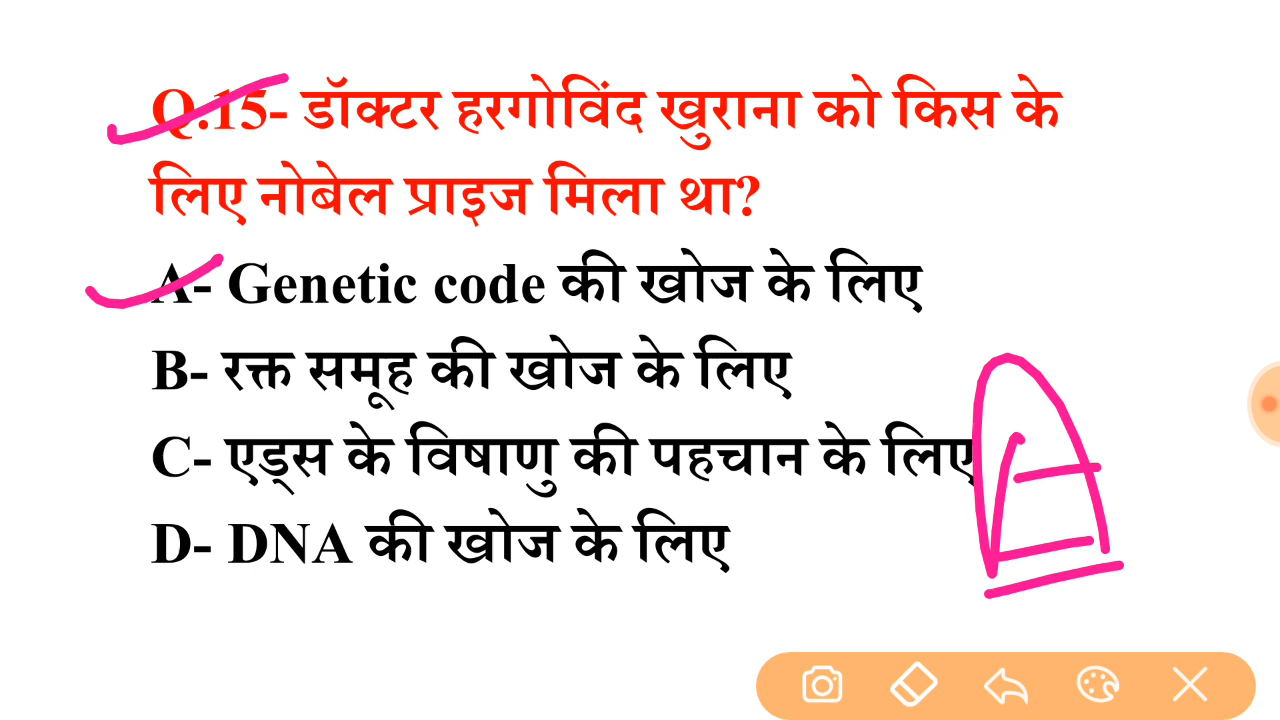 Q.15- डॉक्टर हरगोविंद खुराना को किस के
लिए नोबेल प्राइज मिला था?
A- Genetic code की खोज के लिए
B- रक्त समूह की खोज के लिए
C- एड्स के विषाणु की पहचान के लिए
D- DNA की खोज के लिए
A